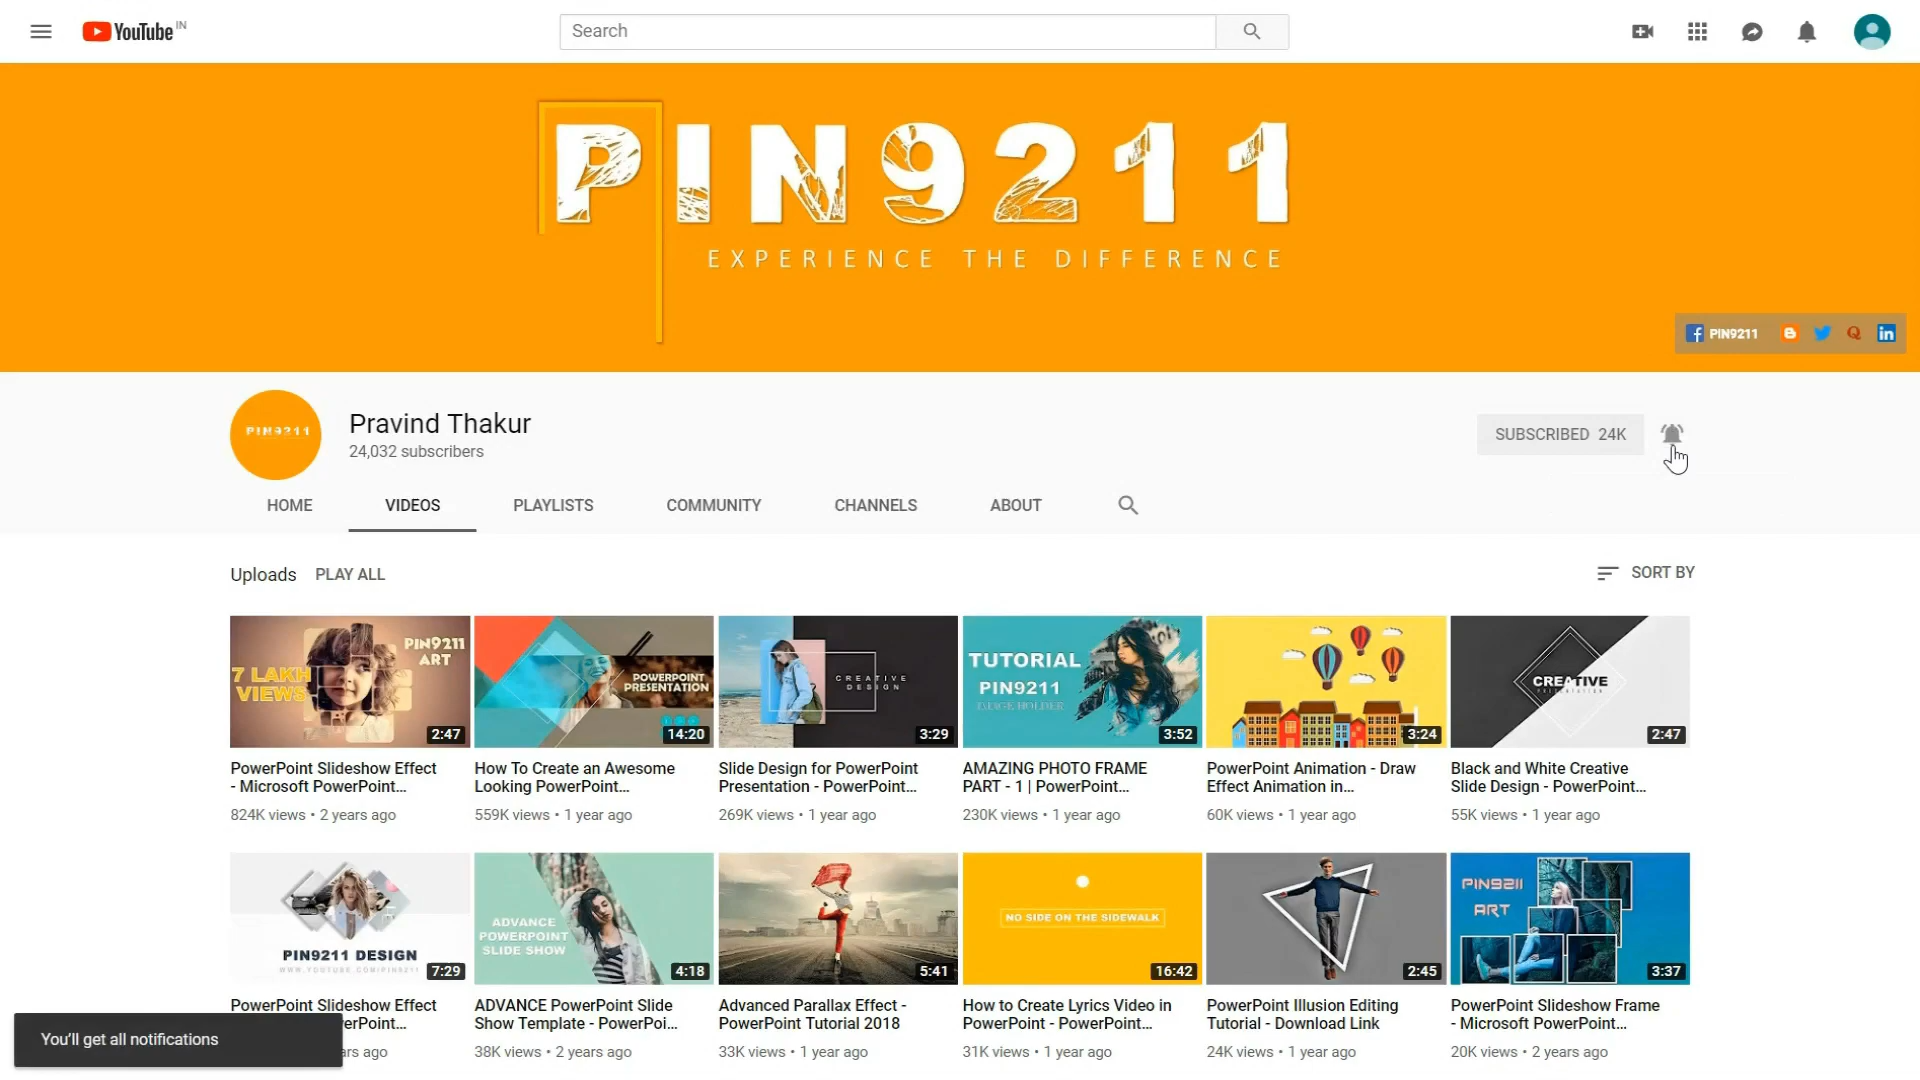 YouTube IN
Search
PIN9211
EXPERIENCE THE DIFFERENCE
PIN9211
PIN9211
Pravind Thakur
24,032 subscribers
SUBSCRIBED 24K
HOME VIDEOS PLAYLISTS COMMUNITY CHANNELS ABOUT
Uploads PLAY ALL
SORT BY
7 LAKH
VIEWS
PIN9211
ART
2:47
POWERPOINT
PRESENTATION
14:20
CREATIVE
DESIGN
3:29
TUTORIAL
PIN9211
IMAGE HOLDER
3:52
3:24
CREATIVE
PRESENTATION
2:47
PowerPoint Slideshow Effect
- Microsoft PowerPoint...
824K views • 2 years ago
How To Create an Awesome
Looking PowerPoint...
559K views • 1 year ago
Slide Design for PowerPoint
Presentation - PowerPoint...
269K views • 1 year ago
AMAZING PHOTO FRAME
PART - 1 | PowerPoint...
230K views • 1 year ago
PowerPoint Animation - Draw
Effect Animation in...
60K views • 1 year ago
Black and White Creative
Slide Design - PowerPoint...
55K views • 1 year ago
PIN9211 DESIGN
WWW.YOUTUBE.COM/PIN9211
7:29
ADVANCE
POWERPOINT
SLIDE SHOW
4:18
5:41
NO SIDE ON THE SIDEWALK
16:42
2:45
PIN9211
ART
3:37
PowerPoint Slideshow Effect
erPoint...
ars ago
ADVANCE PowerPoint Slide
Show Template - PowerPoi...
38K views • 2 years ago
Advanced Parallax Effect -
PowerPoint Tutorial 2018
33K views • 1 year ago
How to Create Lyrics Video in
PowerPoint - PowerPoint...
31K views • 1 year ago
PowerPoint Illusion Editing
Tutorial - Download Link
24K views • 1 year ago
PowerPoint Slideshow Frame
- Microsoft PowerPoint...
20K views • 2 years ago
You'll get all notifications